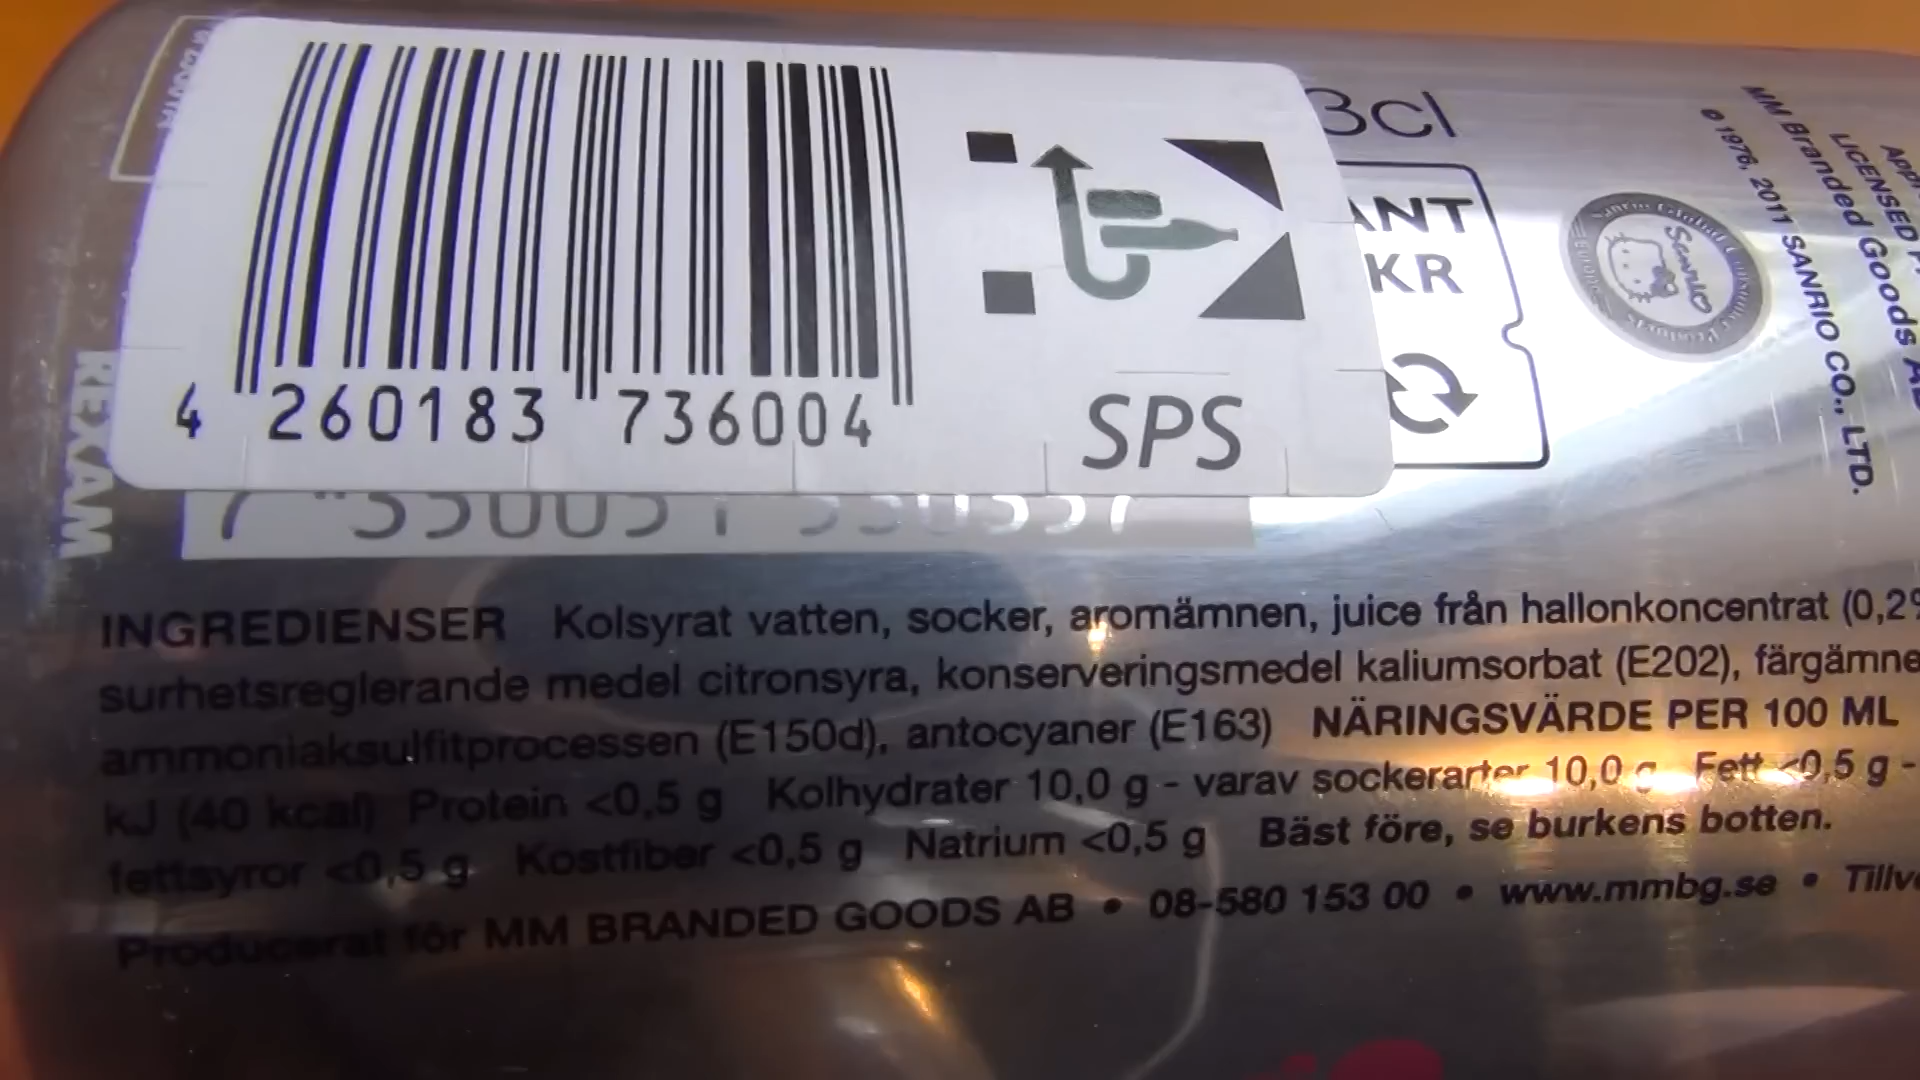 4 260183 736004
SPS
3cl
ANT
KR
REXAM
Sanrio
© 1976, 2011 SANRIO CO., LTD.
MM Branded Goods AB
LICENSED
INGREDIENSER Kolsyrat vatten, socker, aromämnen, juice från hallonkoncentrat (0,2%
surhetsreglerande medel citronsyra, konserveringsmedel kaliumsorbat (E202), färgämne
ammoniaksulfitprocessen (E150d), antocyaner (E163) NÄRINGSVÄRDE PER 100 ML
kJ (40 kcal) Protein <0,5 g Kolhydrater 10,0 g - varav sockerarter 10,0 g Fett <0,5 g -
fettsyror <0,5 g Kostfiber <0,5 g Natrium <0,5 g Bäst före, se burkens botten.
Producerat för MM BRANDED GOODS AB • 08-580 153 00 • www.mmbg.se • Tillv